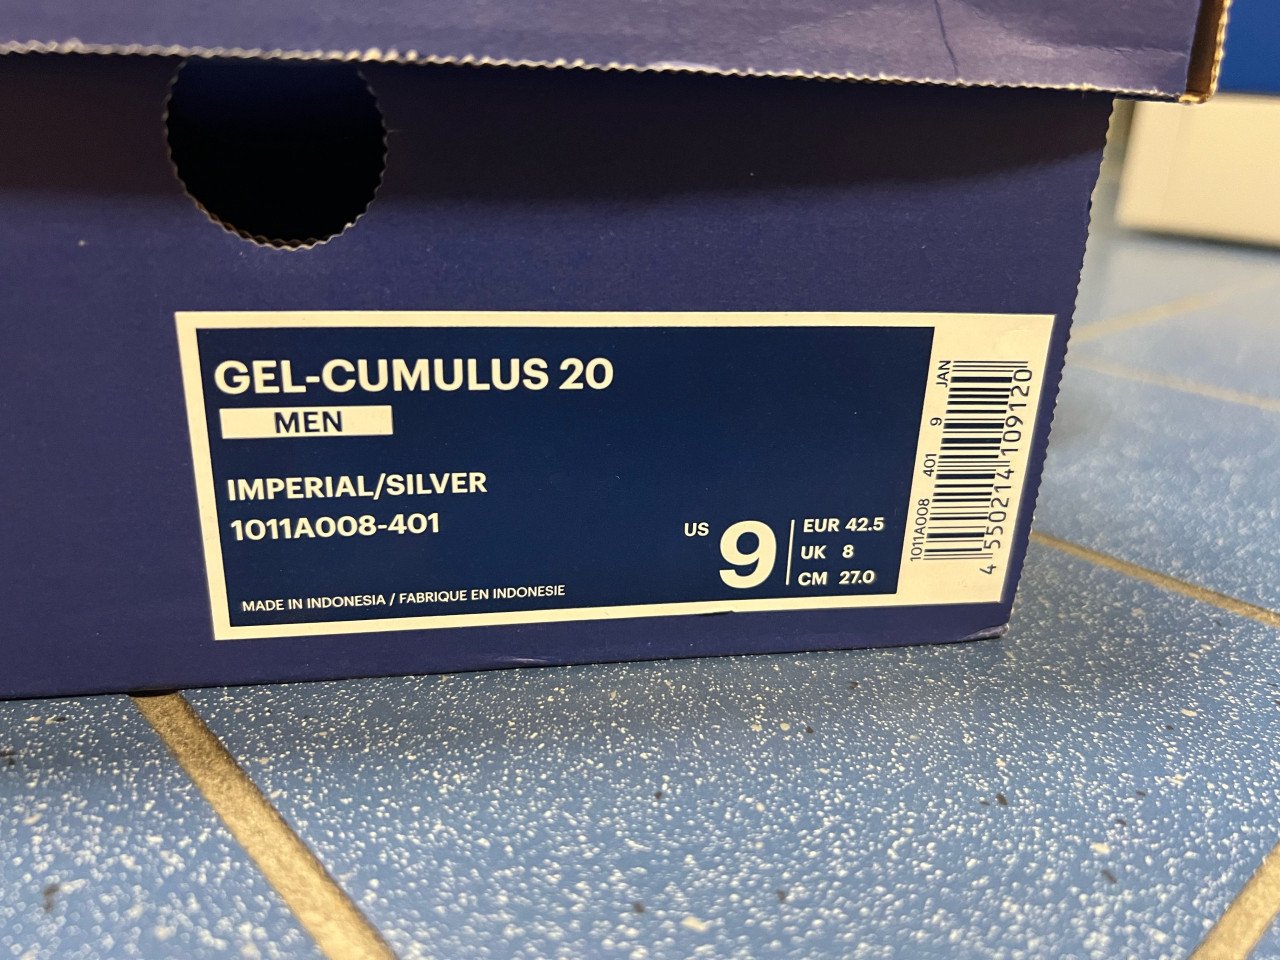 GEL-CUMULUS 20
MEN
IMPERIAL/SILVER
1011A008-401
US 9
EUR 42.5
UK 8
CM 27.0
MADE IN INDONESIA / FABRIQUE EN INDONESIE
1011A008 401 9 JAN
4 550214 109120